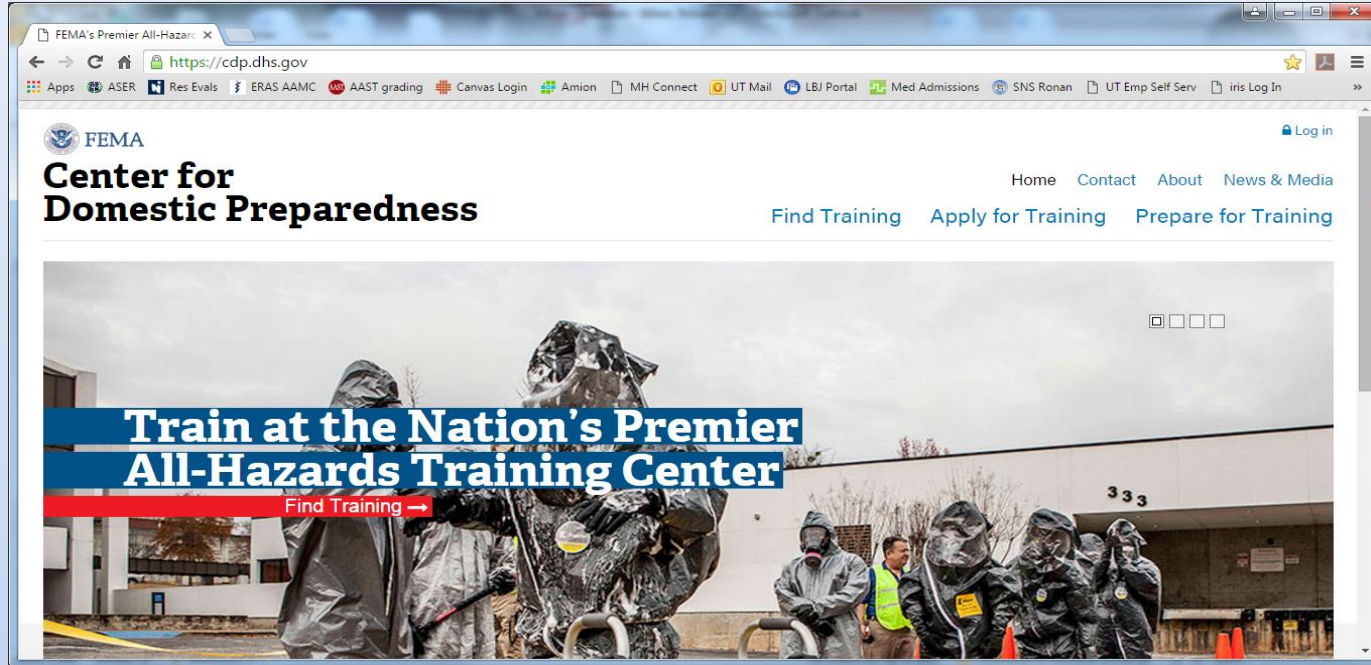 FEMA's Premier All-Hazarc
https://cdp.dhs.gov
Apps ASER Res Evals ERAS AAMC AAST grading Canvas Login Amion MH Connect UT Mail LBJ Portal Med Admissions SNS Ronan UT Emp Self Serv iris Log In »
FEMA
Log in
Center for
Domestic Preparedness
Home Contact About News & Media
Find Training Apply for Training Prepare for Training
Train at the Nation's Premier
All-Hazards Training Center
Find Training →
333